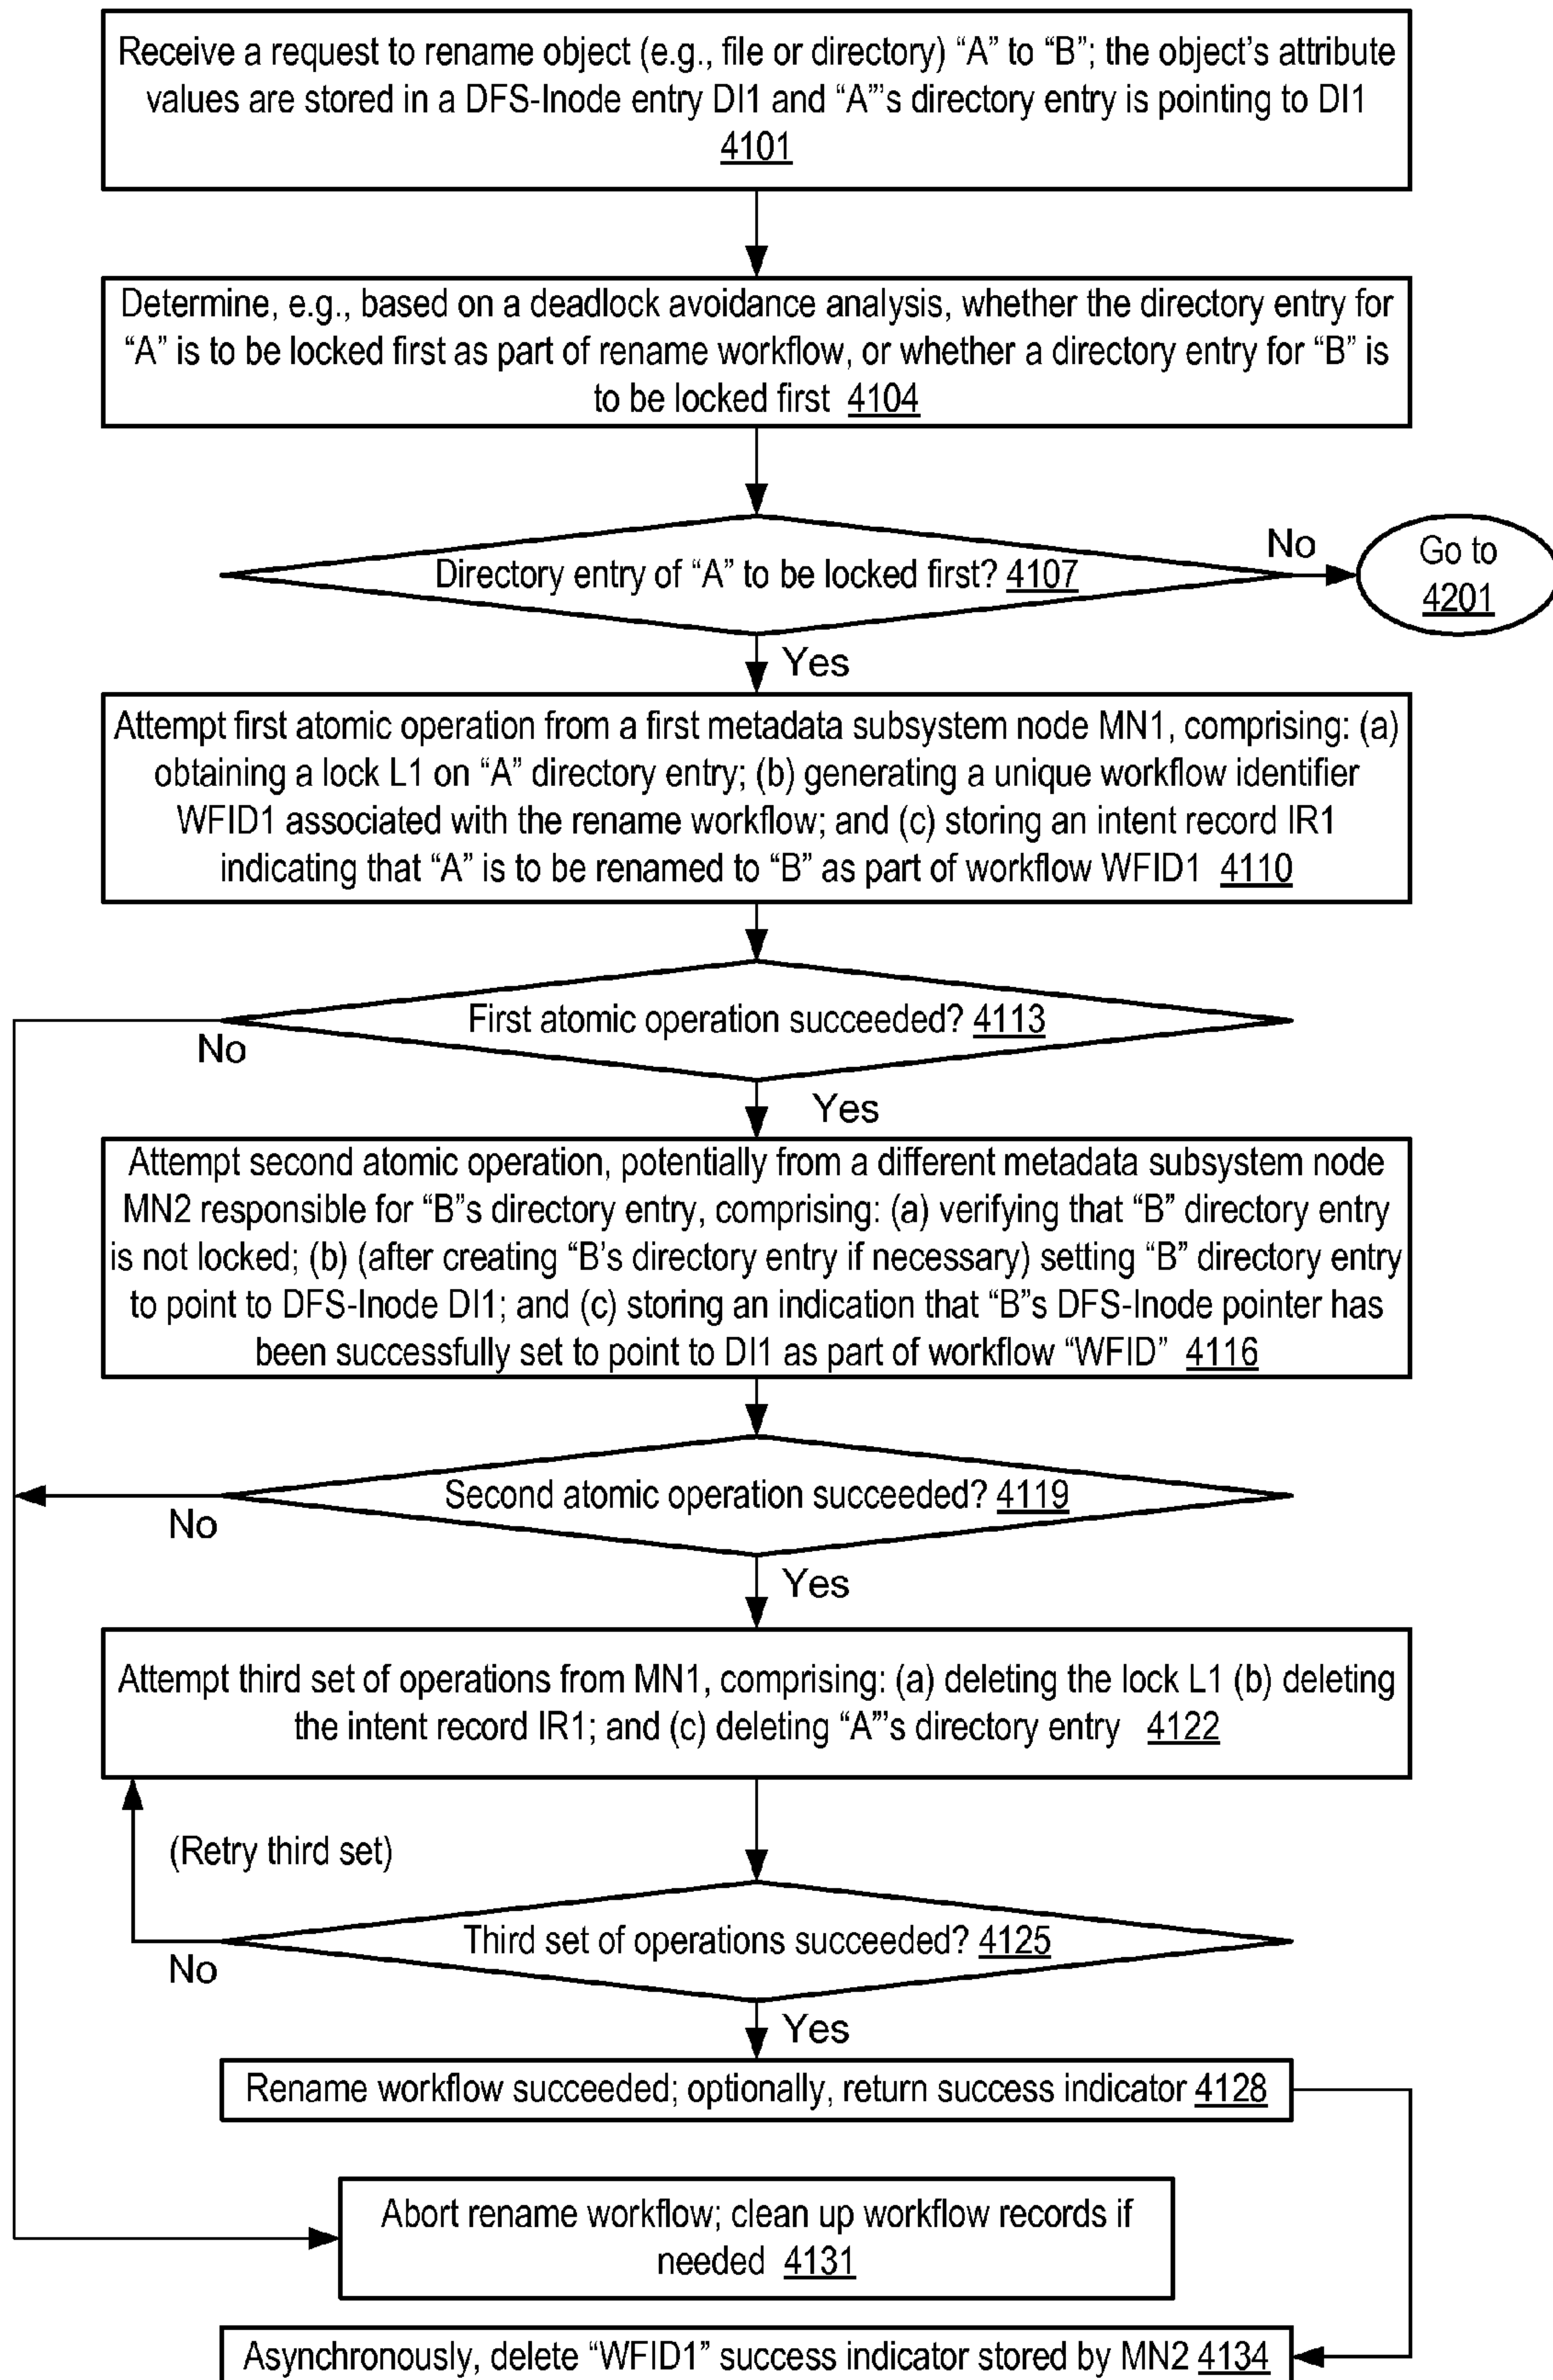 Receive a request to rename object (e.g., file or directory) “A” to “B”; the object’s attribute
values are stored in a DFS-Inode entry DI1 and “A”’s directory entry is pointing to DI1
4101
Determine, e.g., based on a deadlock avoidance analysis, whether the directory entry for
“A” is to be locked first as part of rename workflow, or whether a directory entry for “B” is
to be locked first 4104
Directory entry of “A” to be locked first? 4107
No
Go to
4201
Yes
Attempt first atomic operation from a first metadata subsystem node MN1, comprising: (a)
obtaining a lock L1 on “A” directory entry; (b) generating a unique workflow identifier
WFID1 associated with the rename workflow; and (c) storing an intent record IR1
indicating that “A” is to be renamed to “B” as part of workflow WFID1 4110
First atomic operation succeeded? 4113
No
Yes
Attempt second atomic operation, potentially from a different metadata subsystem node
MN2 responsible for “B”s directory entry, comprising: (a) verifying that “B” directory entry
is not locked; (b) (after creating “B’s directory entry if necessary) setting “B” directory entry
to point to DFS-Inode DI1; and (c) storing an indication that “B”s DFS-Inode pointer has
been successfully set to point to DI1 as part of workflow “WFID” 4116
Second atomic operation succeeded? 4119
No
Yes
Attempt third set of operations from MN1, comprising: (a) deleting the lock L1 (b) deleting
the intent record IR1; and (c) deleting “A”’s directory entry 4122
(Retry third set)
Third set of operations succeeded? 4125
No
Yes
Rename workflow succeeded; optionally, return success indicator 4128
Abort rename workflow; clean up workflow records if
needed 4131
Asynchronously, delete “WFID1” success indicator stored by MN2 4134